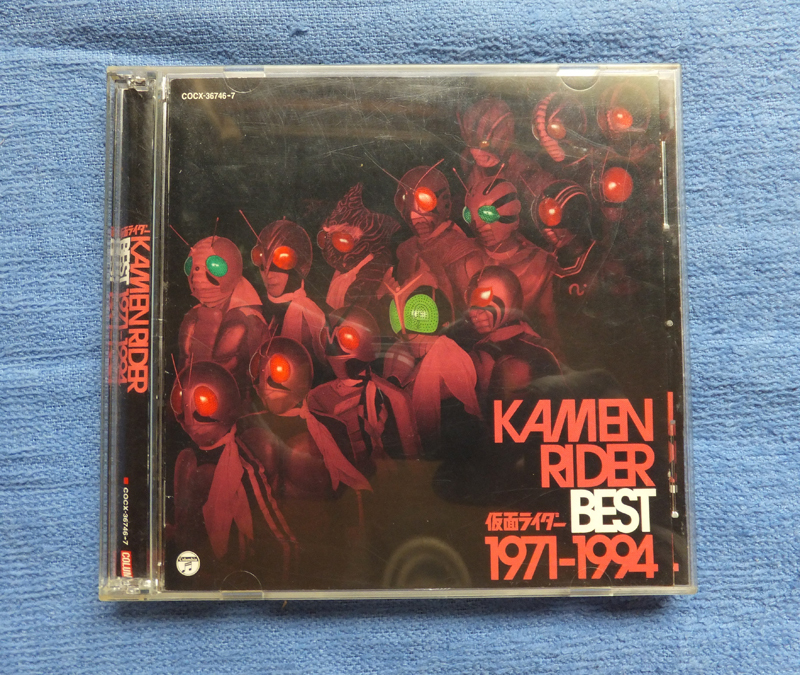 COCX-36746-7
KAMEN
RIDER
仮面ライダー BEST
1971-1994
仮面ライダー
KAMEN RIDER
BEST 1971-1994
COCX-36746-7
Columbia